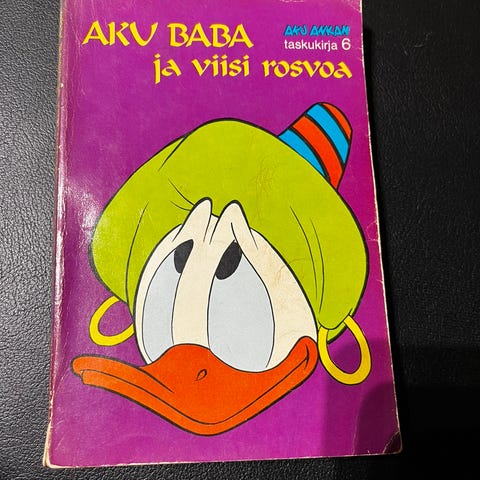 AKU BABA
AKU ANKAN
taskukirja 6
ja viisi rosvoa